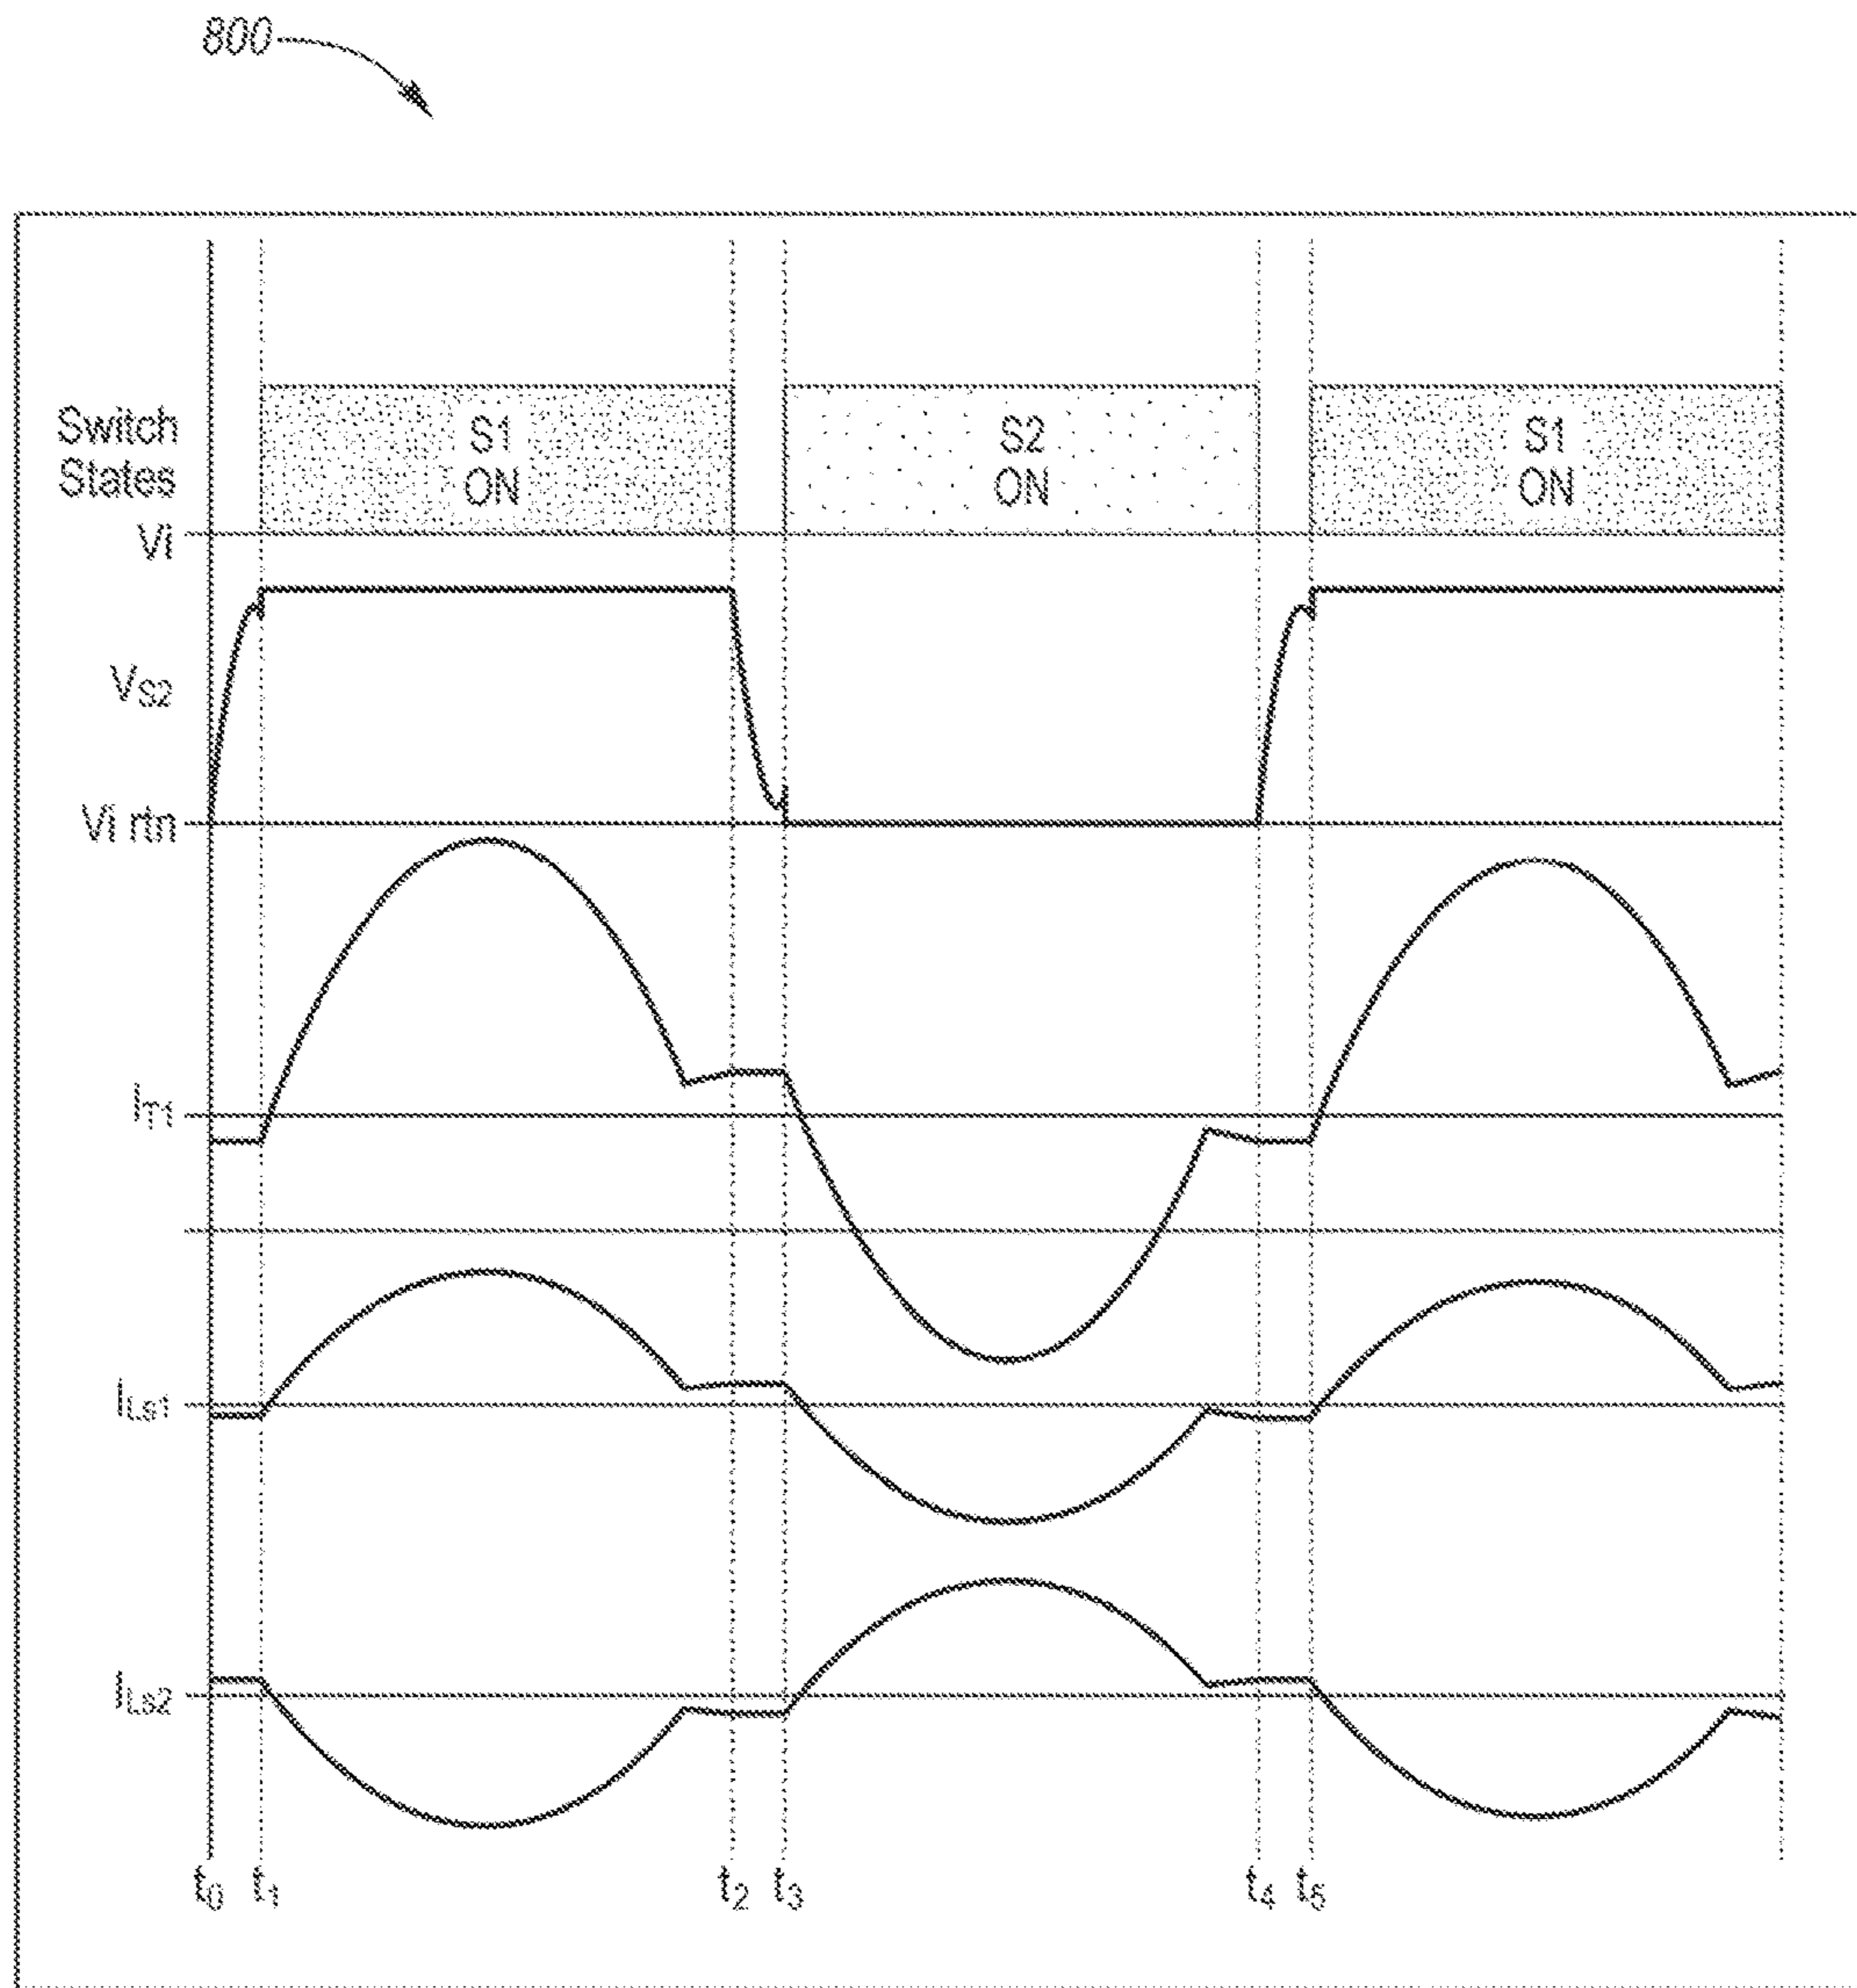 800
Switch
States
S1
ON
S2
ON
S1
ON
Vi
VS2
Vi rtn
IT1
ILs1
ILs2
t0 t1 t2 t3 t4 t5